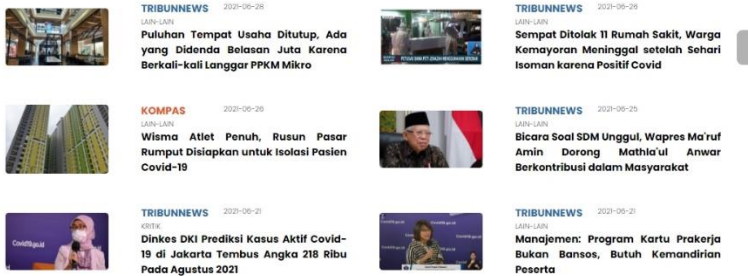 TRIBUNNEWS 2021-06-28
LAIN-LAIN
Puluhan Tempat Usaha Ditutup, Ada
yang Didenda Belasan Juta Karena
Berkali-kali Langgar PPKM Mikro
TRIBUNNEWS 2021-06-26
LAIN-LAIN
Sempat Ditolak 11 Rumah Sakit, Warga
Kemayoran Meninggal setelah Sehari
Isoman karena Positif Covid
KOMPAS 2021-06-26
LAIN-LAIN
Wisma Atlet Penuh, Rusun Pasar
Rumput Disiapkan untuk Isolasi Pasien
Covid-19
TRIBUNNEWS 2021-06-25
LAIN-LAIN
Bicara Soal SDM Unggul, Wapres Ma'ruf
Amin Dorong Mathla'ul Anwar
Berkontribusi dalam Masyarakat
Covid19.go.id
TRIBUNNEWS 2021-06-21
KRITIK
Dinkes DKI Prediksi Kasus Aktif Covid-
19 di Jakarta Tembus Angka 218 Ribu
Pada Agustus 2021
TRIBUNNEWS 2021-06-21
LAIN-LAIN
Manajemen: Program Kartu Prakerja
Bukan Bansos, Butuh Kemandirian
Peserta